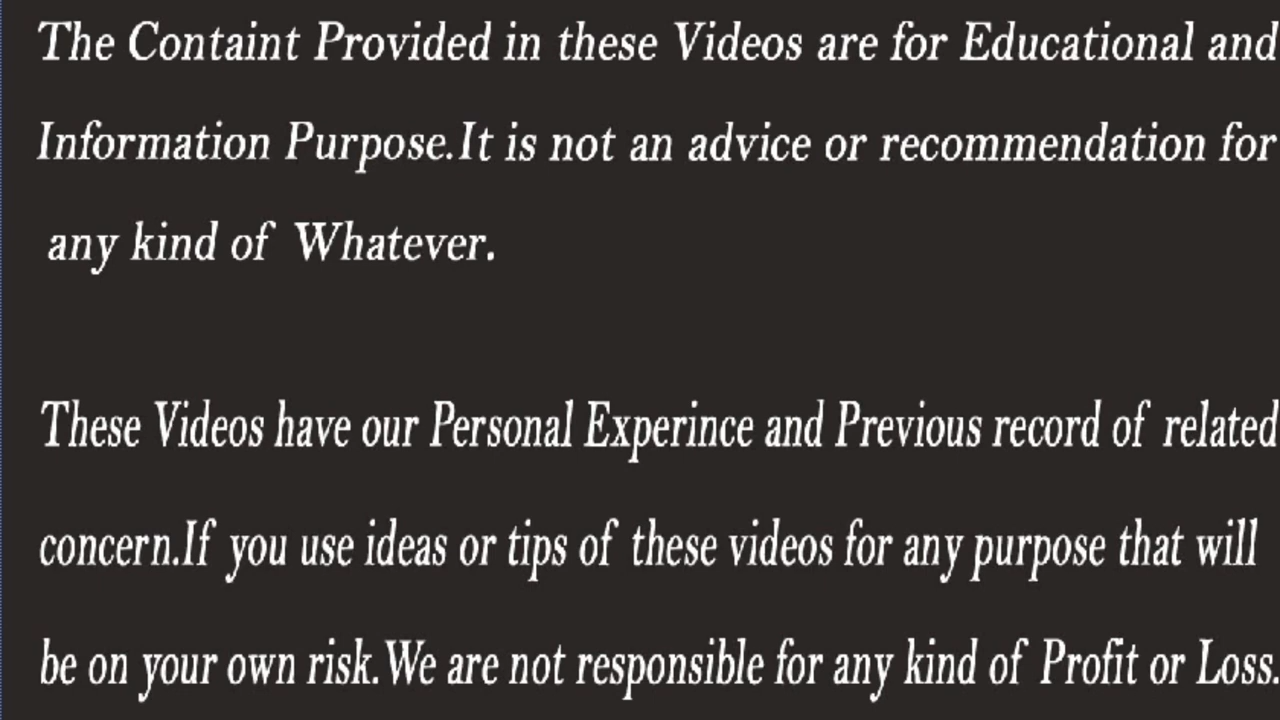 The Containt Provided in these Videos are for Educational and
Information Purpose.It is not an advice or recommendation for
any kind of Whatever.
These Videos have our Personal Experince and Previous record of related
concern.If you use ideas or tips of these videos for any purpose that will
be on your own risk.We are not responsible for any kind of Profit or Loss.